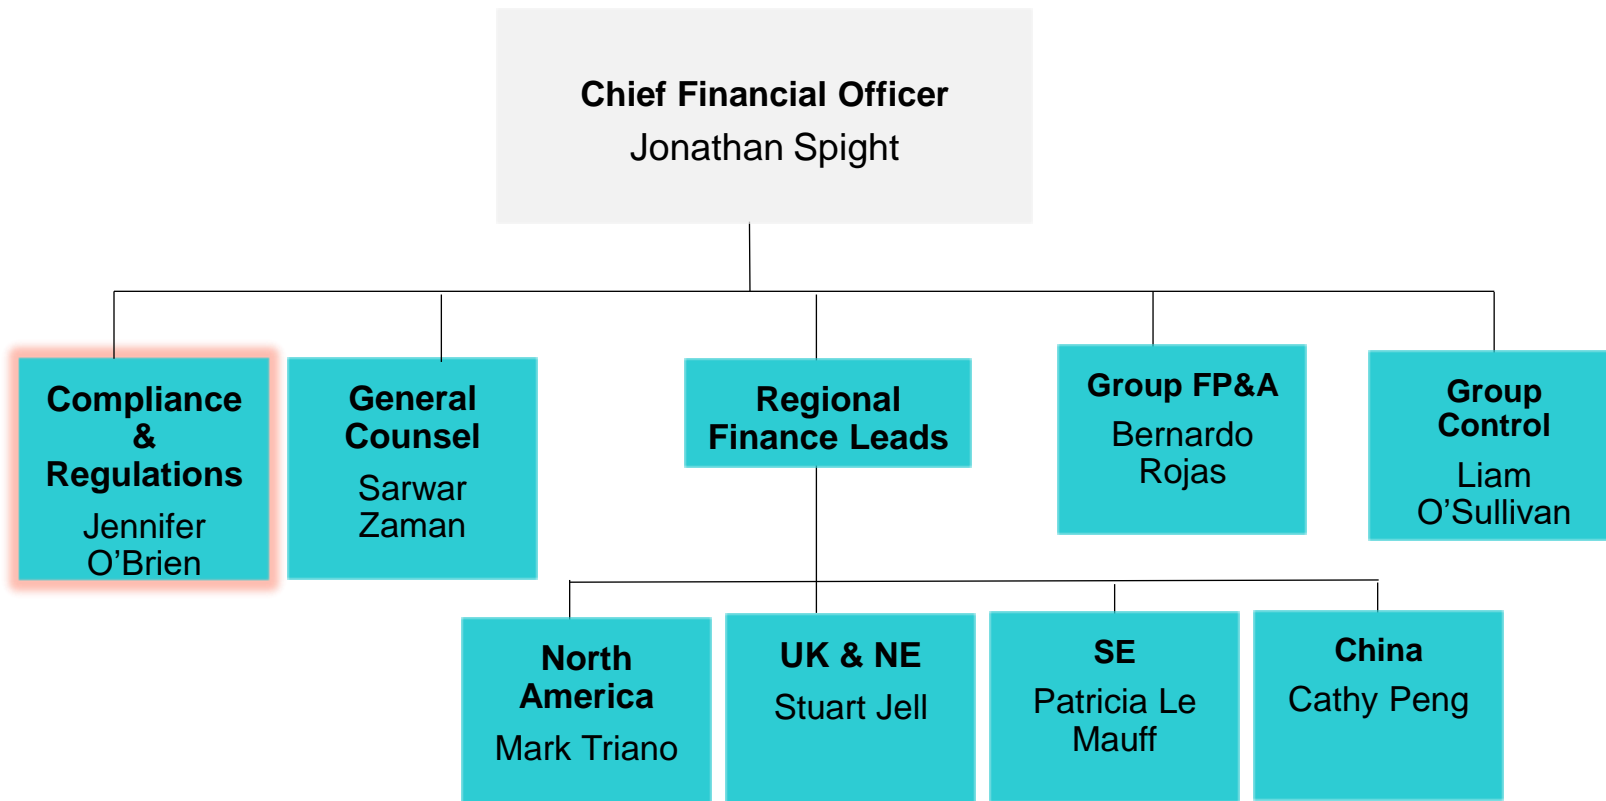 Chief Financial Officer
Jonathan Spight
Compliance
&
Regulations
Jennifer
O’Brien
General
Counsel
Sarwar
Zaman
Regional
Finance Leads
Group FP&A
Bernardo
Rojas
Group
Control
Liam
O’Sullivan
North
America
Mark Triano
UK & NE
Stuart Jell
SE
Patricia Le
Mauff
China
Cathy Peng